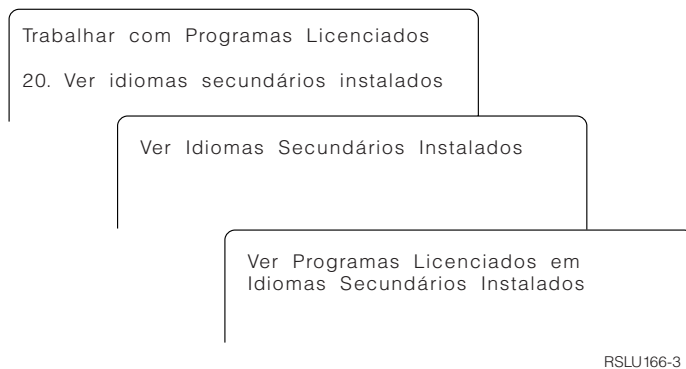 Trabalhar com Programas Licenciados
20. Ver idiomas secundários instalados
Ver Idiomas Secundários Instalados
Ver Programas Licenciados em
Idiomas Secundários Instalados
RSLU166-3